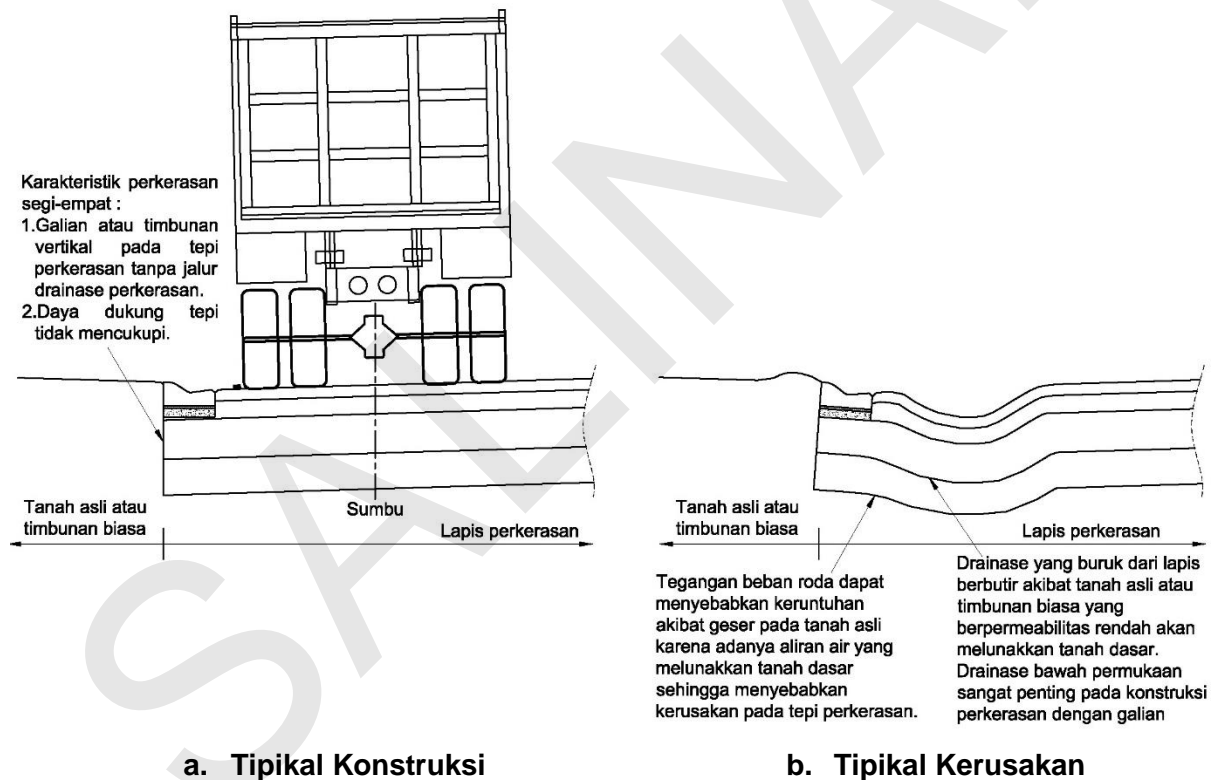 Karakteristik perkerasan
segi-empat :
1.Galian atau timbunan
vertikal pada tepi
perkerasan tanpa jalur
drainase perkerasan.
2.Daya dukung tepi
tidak mencukupi.
Tanah asli atau
timbunan biasa
Sumbu
Lapis perkerasan
a. Tipikal Konstruksi
Tanah asli atau
timbunan biasa
Lapis perkerasan
Tegangan beban roda dapat
menyebabkan keruntuhan
akibat geser pada tanah asli
karena adanya aliran air yang
melunakkan tanah dasar
sehingga menyebabkan
kerusakan pada tepi perkerasan.
Drainase yang buruk dari lapis
berbutir akibat tanah asli atau
timbunan biasa yang
berpermeabilitas rendah akan
melunakkan tanah dasar.
Drainase bawah permukaan
sangat penting pada konstruksi
perkerasan dengan galian
b. Tipikal Kerusakan
SALINA